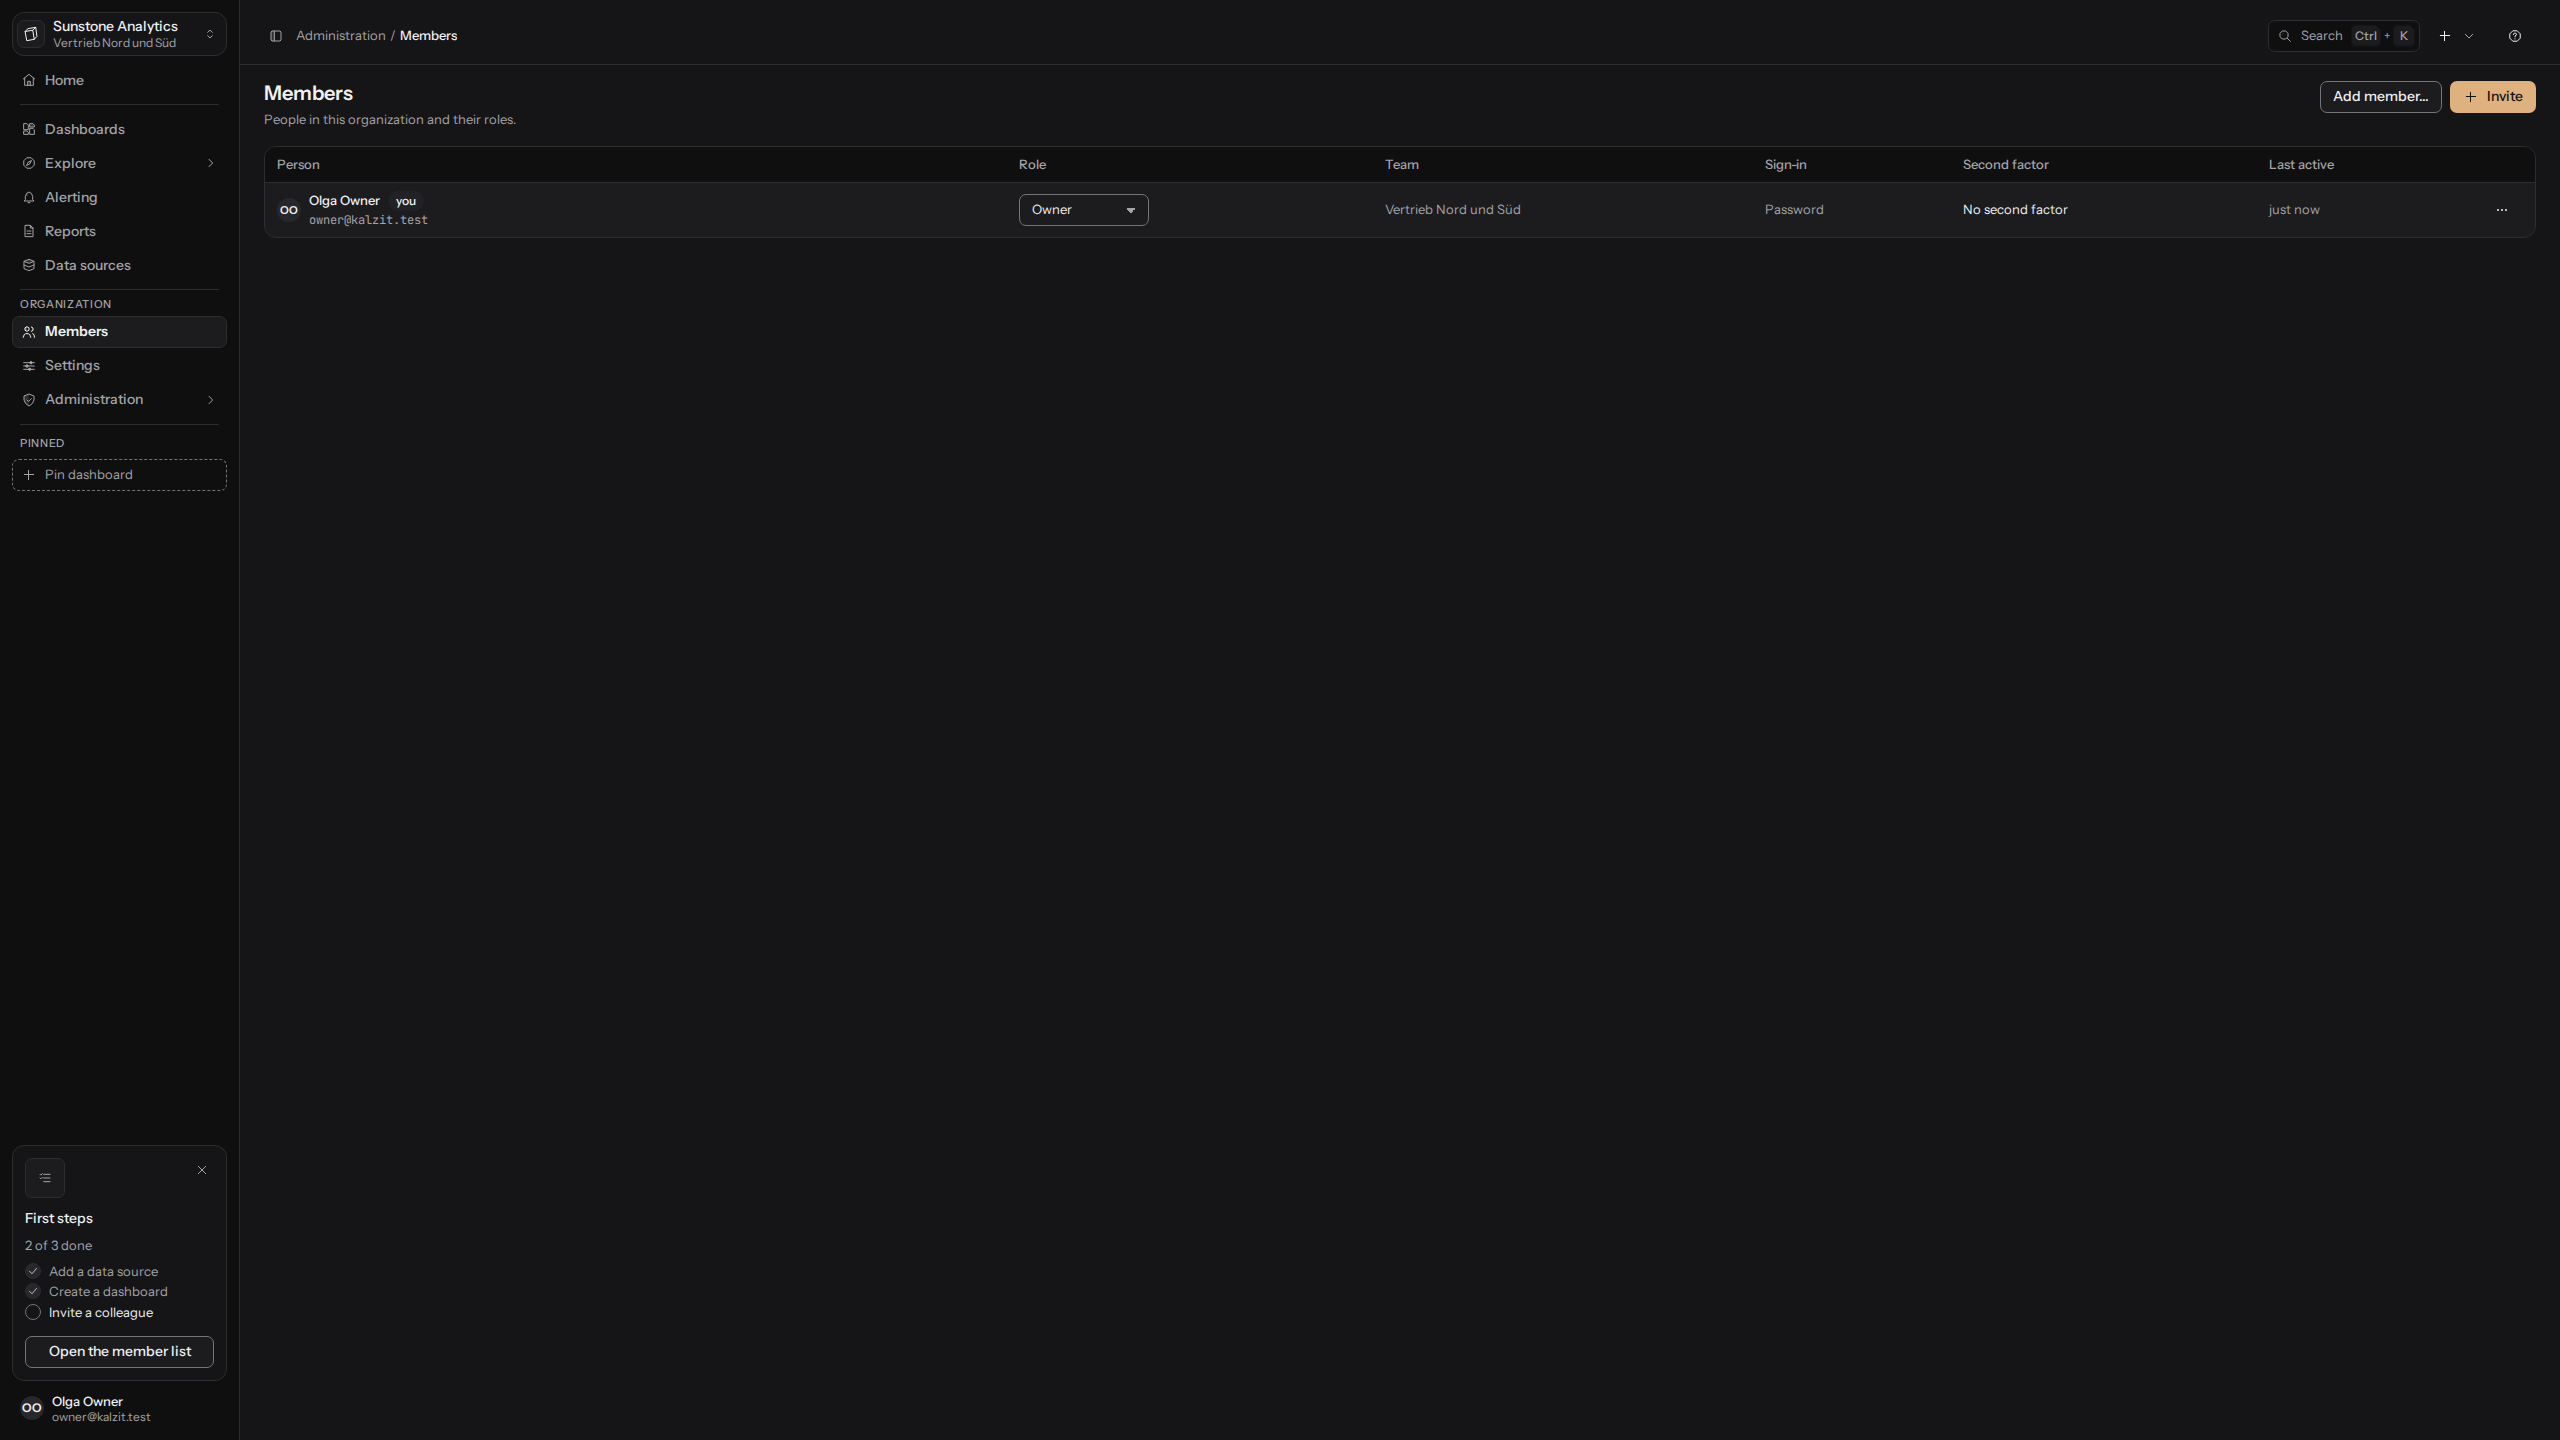 Sunstone Analytics
Vertrieb Nord und Süd
Home
Dashboards
Explore
Alerting
Reports
Data sources
ORGANIZATION
Members
Settings
Administration
PINNED
Pin dashboard
First steps
2 of 3 done
Add a data source
Create a dashboard
Invite a colleague
Open the member list
OO Olga Owner
owner@kalzit.test
Administration / Members
Search Ctrl + K
Members
People in this organization and their roles.
Add member...
Invite
Person Role Team Sign-in Second factor Last active
OO Olga Owner you
owner@kalzit.test
Owner Vertrieb Nord und Süd Password No second factor just now